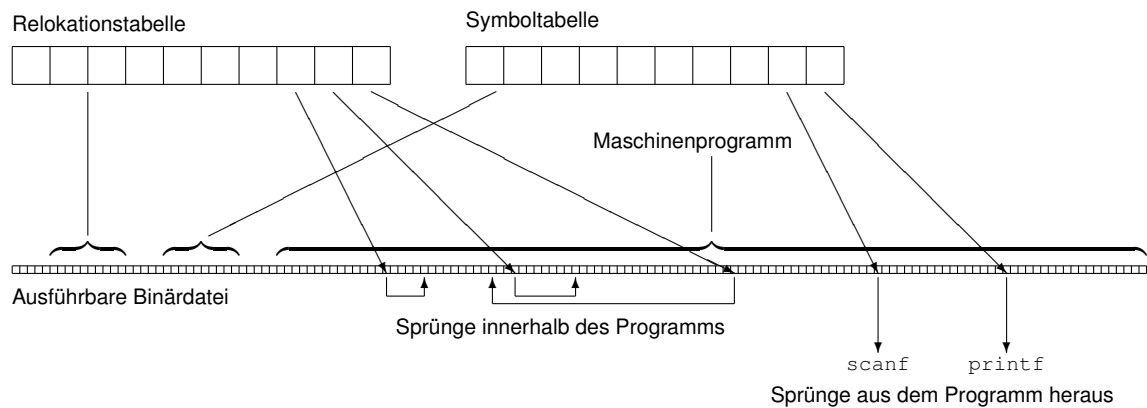 Relokationstabelle
Symboltabelle
Maschinenprogramm
Ausführbare Binärdatei
Sprünge innerhalb des Programms
scanf
printf
Sprünge aus dem Programm heraus